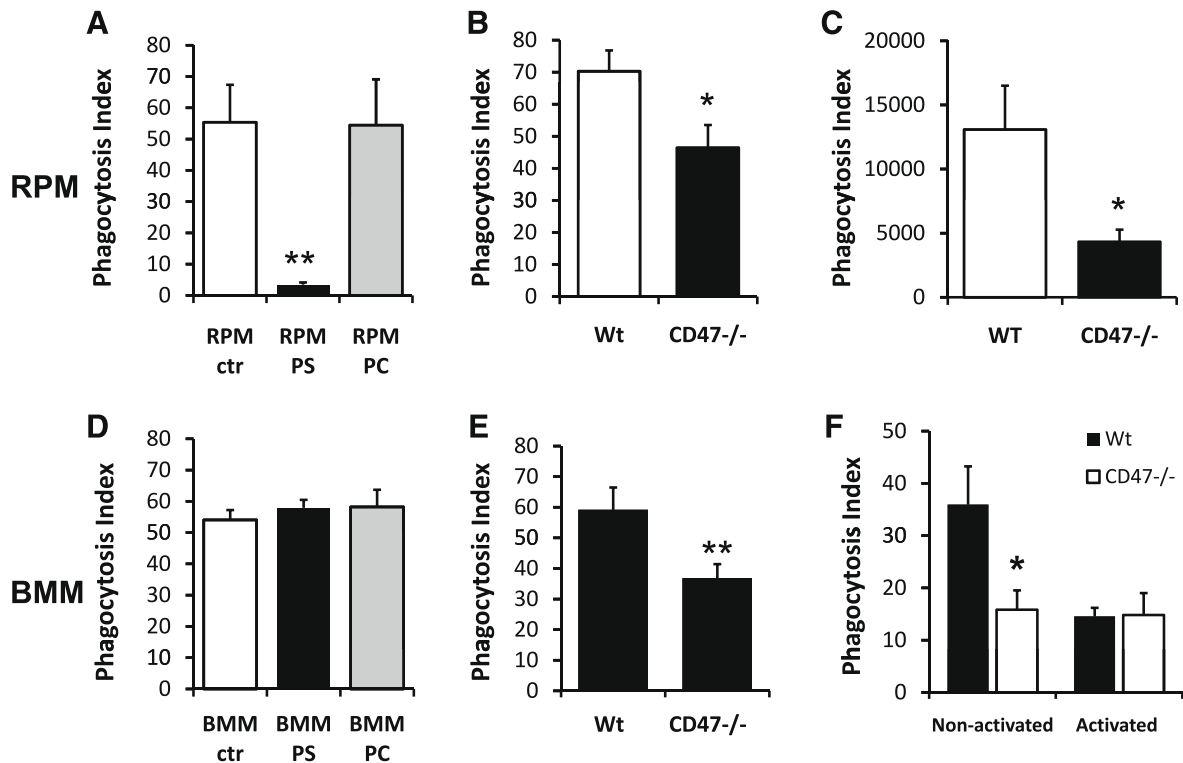 A
Phagocytosis Index
80
70
60
50
40
30
20
10
0
**
RPM RPM RPM
ctr PS PC
B
Phagocytosis Index
80
70
60
50
40
30
20
10
0
*
Wt CD47-/-
C
Phagocytosis Index
20000
15000
10000
5000
0
*
WT CD47-/-
RPM
D
Phagocytosis Index
80
70
60
50
40
30
20
10
0
BMM BMM BMM
ctr PS PC
E
Phagocytosis Index
80
70
60
50
40
30
20
10
0
**
Wt CD47-/-
F
Phagocytosis Index
50
40
30
20
10
0
Wt
CD47-/-
*
Non-activated Activated
BMM